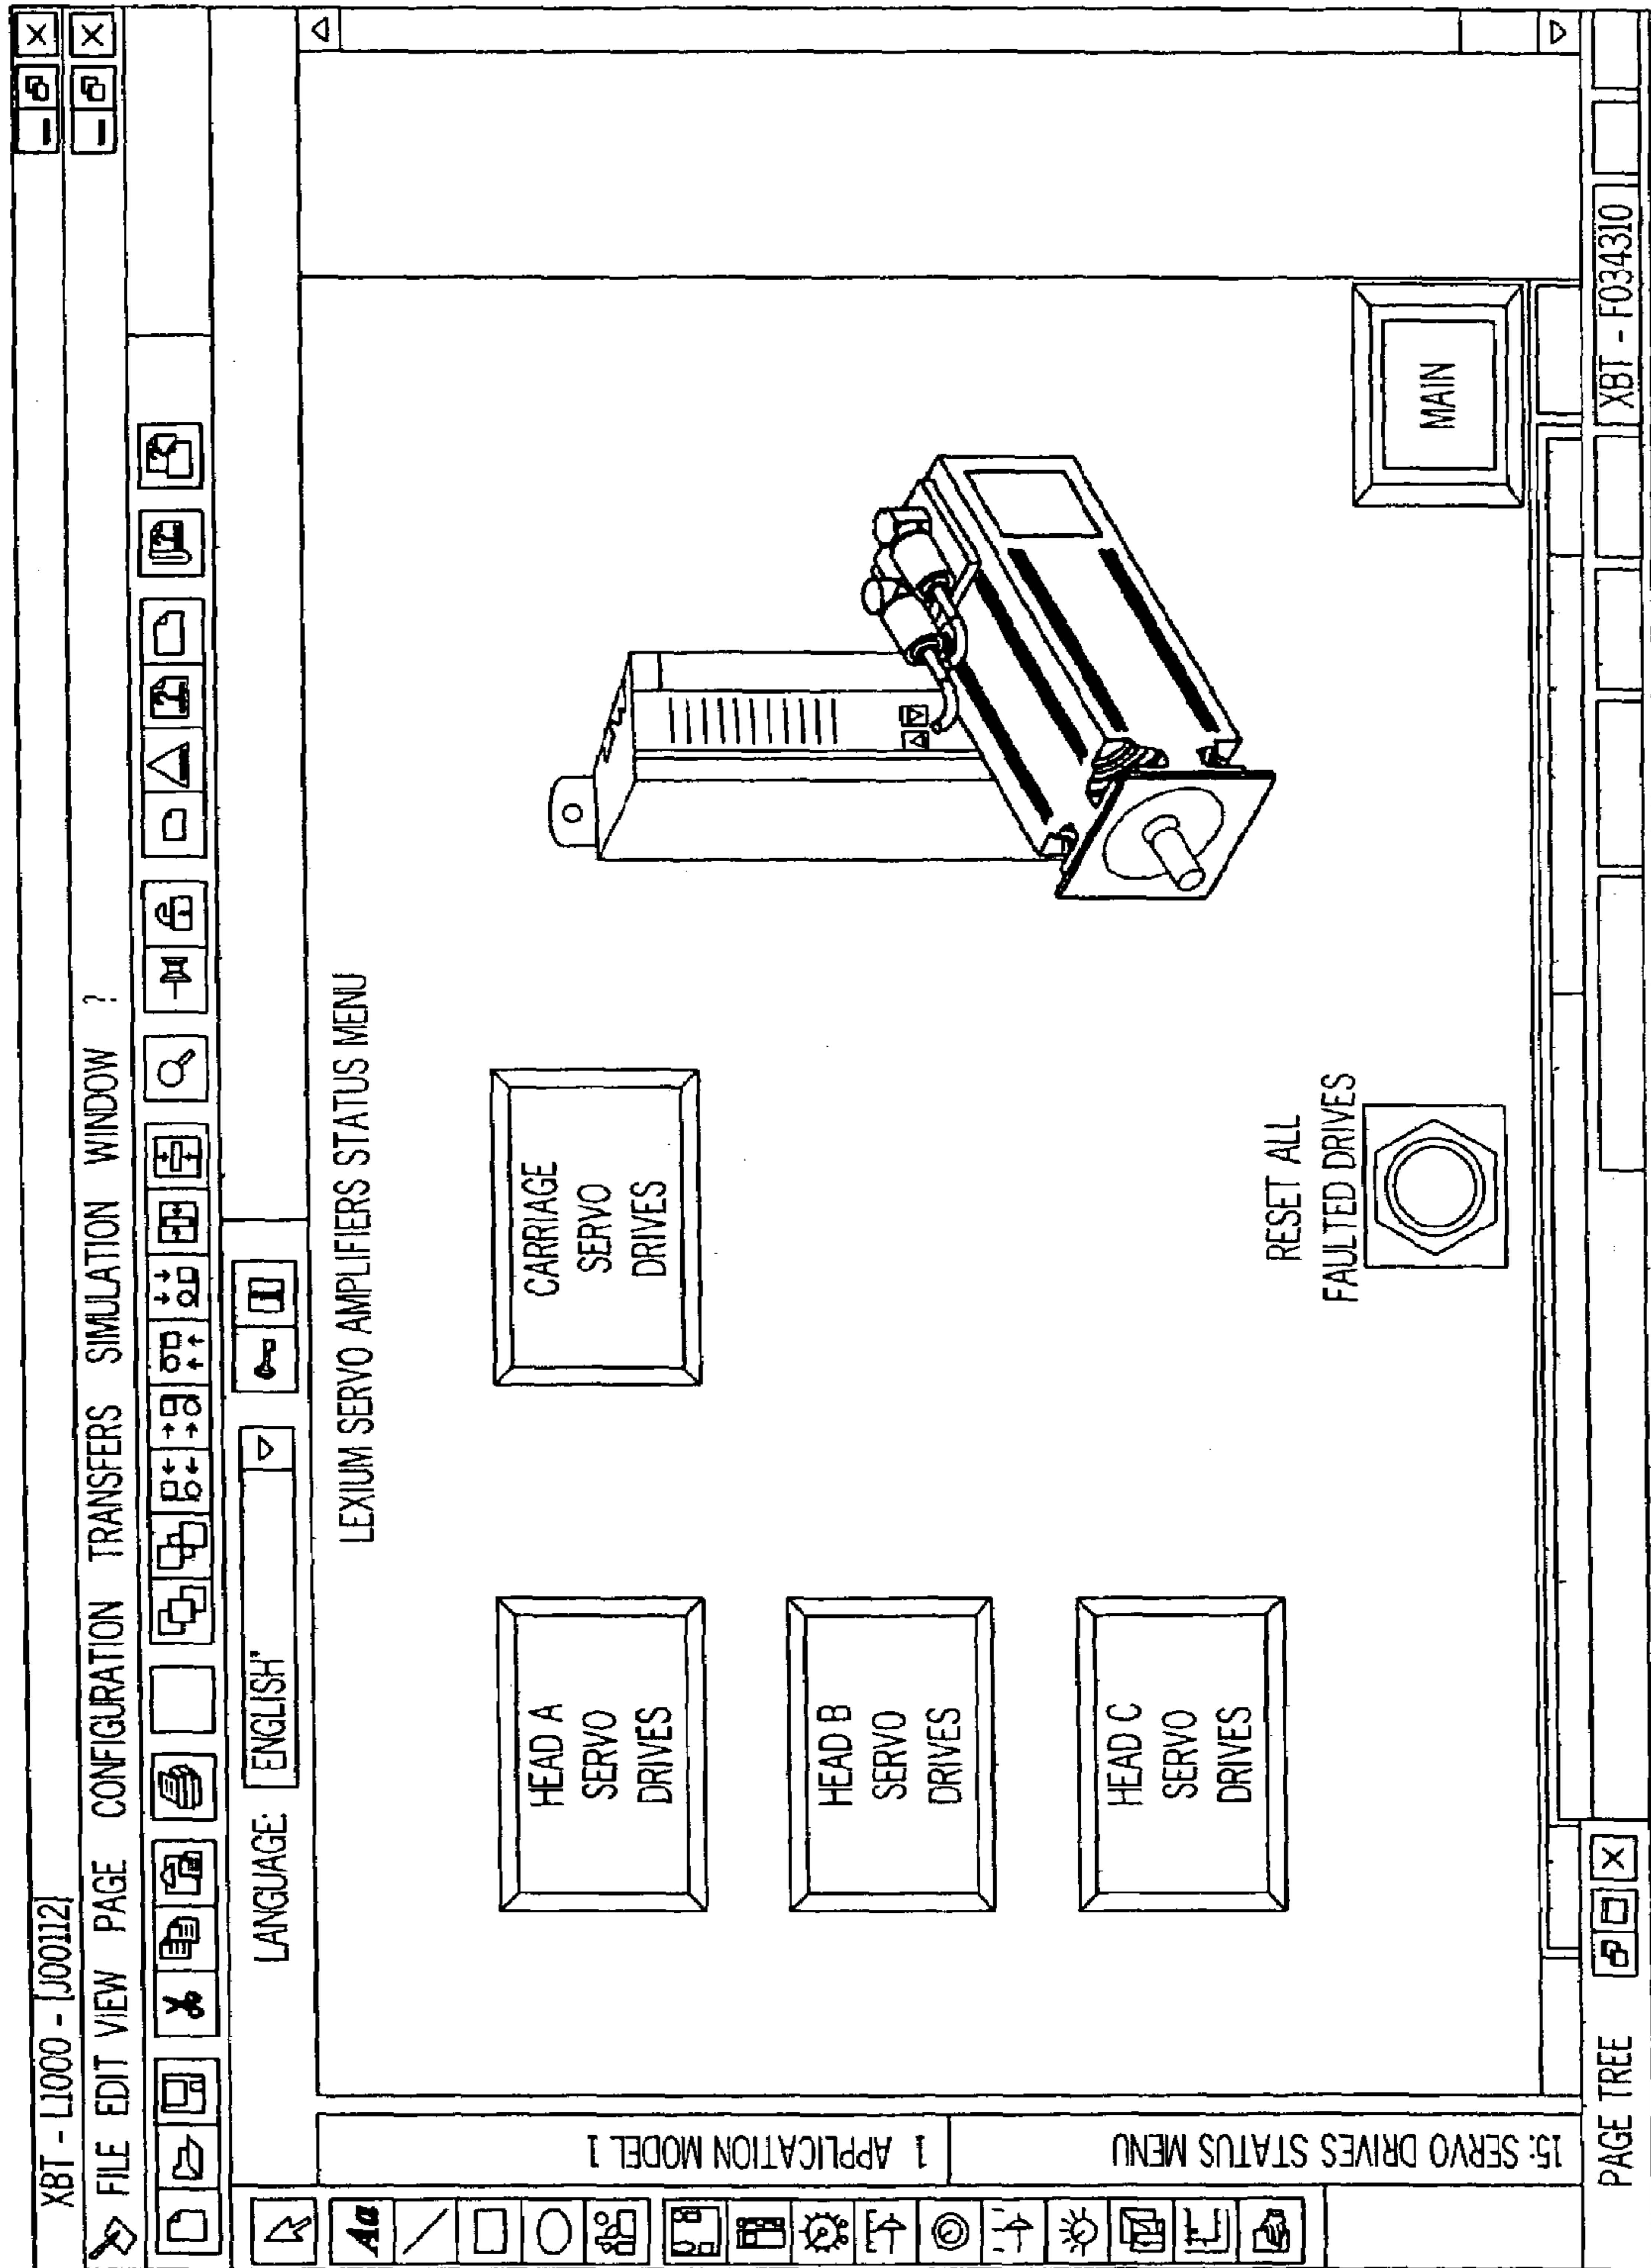 XBT - L1000 - [J00112]
FILE EDIT VIEW PAGE CONFIGURATION TRANSFERS SIMULATION WINDOW ?
LANGUAGE: ENGLISH"
Aa
1 APPLICATION MODEL 1
15: SERVO DRIVES STATUS MENU
LEXIUM SERVO AMPLIFIERS STATUS MENU
HEAD A
SERVO
DRIVES
CARRIAGE
SERVO
DRIVES
HEAD B
SERVO
DRIVES
HEAD C
SERVO
DRIVES
RESET ALL
FAULTED DRIVES
MAIN
PAGE TREE
XBT - F034310